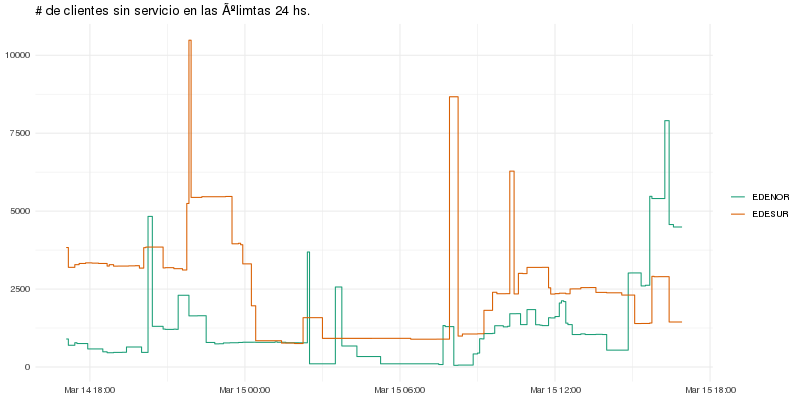 # de clientes sin servicio en las Ãºlimtas 24 hs.
10000
7500
5000
2500
0
EDENOR
EDESUR
Mar 14 18:00
Mar 15 00:00
Mar 15 06:00
Mar 15 12:00
Mar 15 18:00